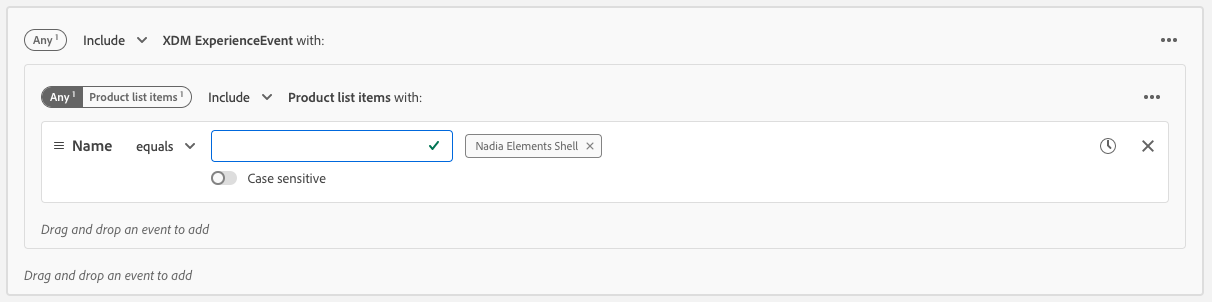 Any 1 Include XDM ExperienceEvent with:
Any 1 Product list items 1 Include Product list items with:
Name equals Nadia Elements Shell
Case sensitive
Drag and drop an event to add
Drag and drop an event to add